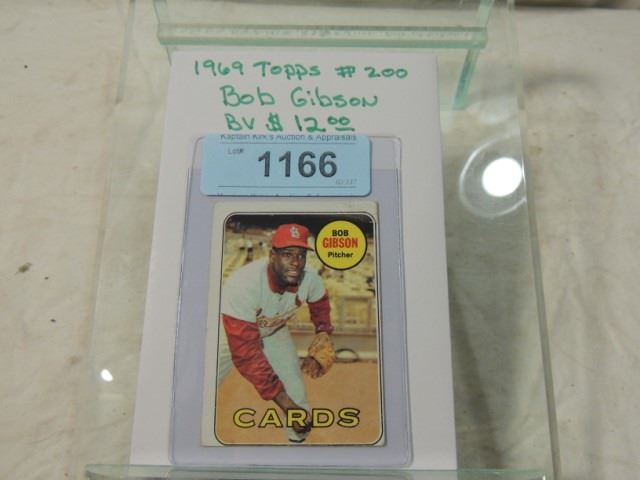 1969 Topps # 200
Bob Gibson
BV $ 12.00
Kaptain Kirk's Auction & Appraisals
Lot#
1166
BOB
GIBSON
Pitcher
CARDS